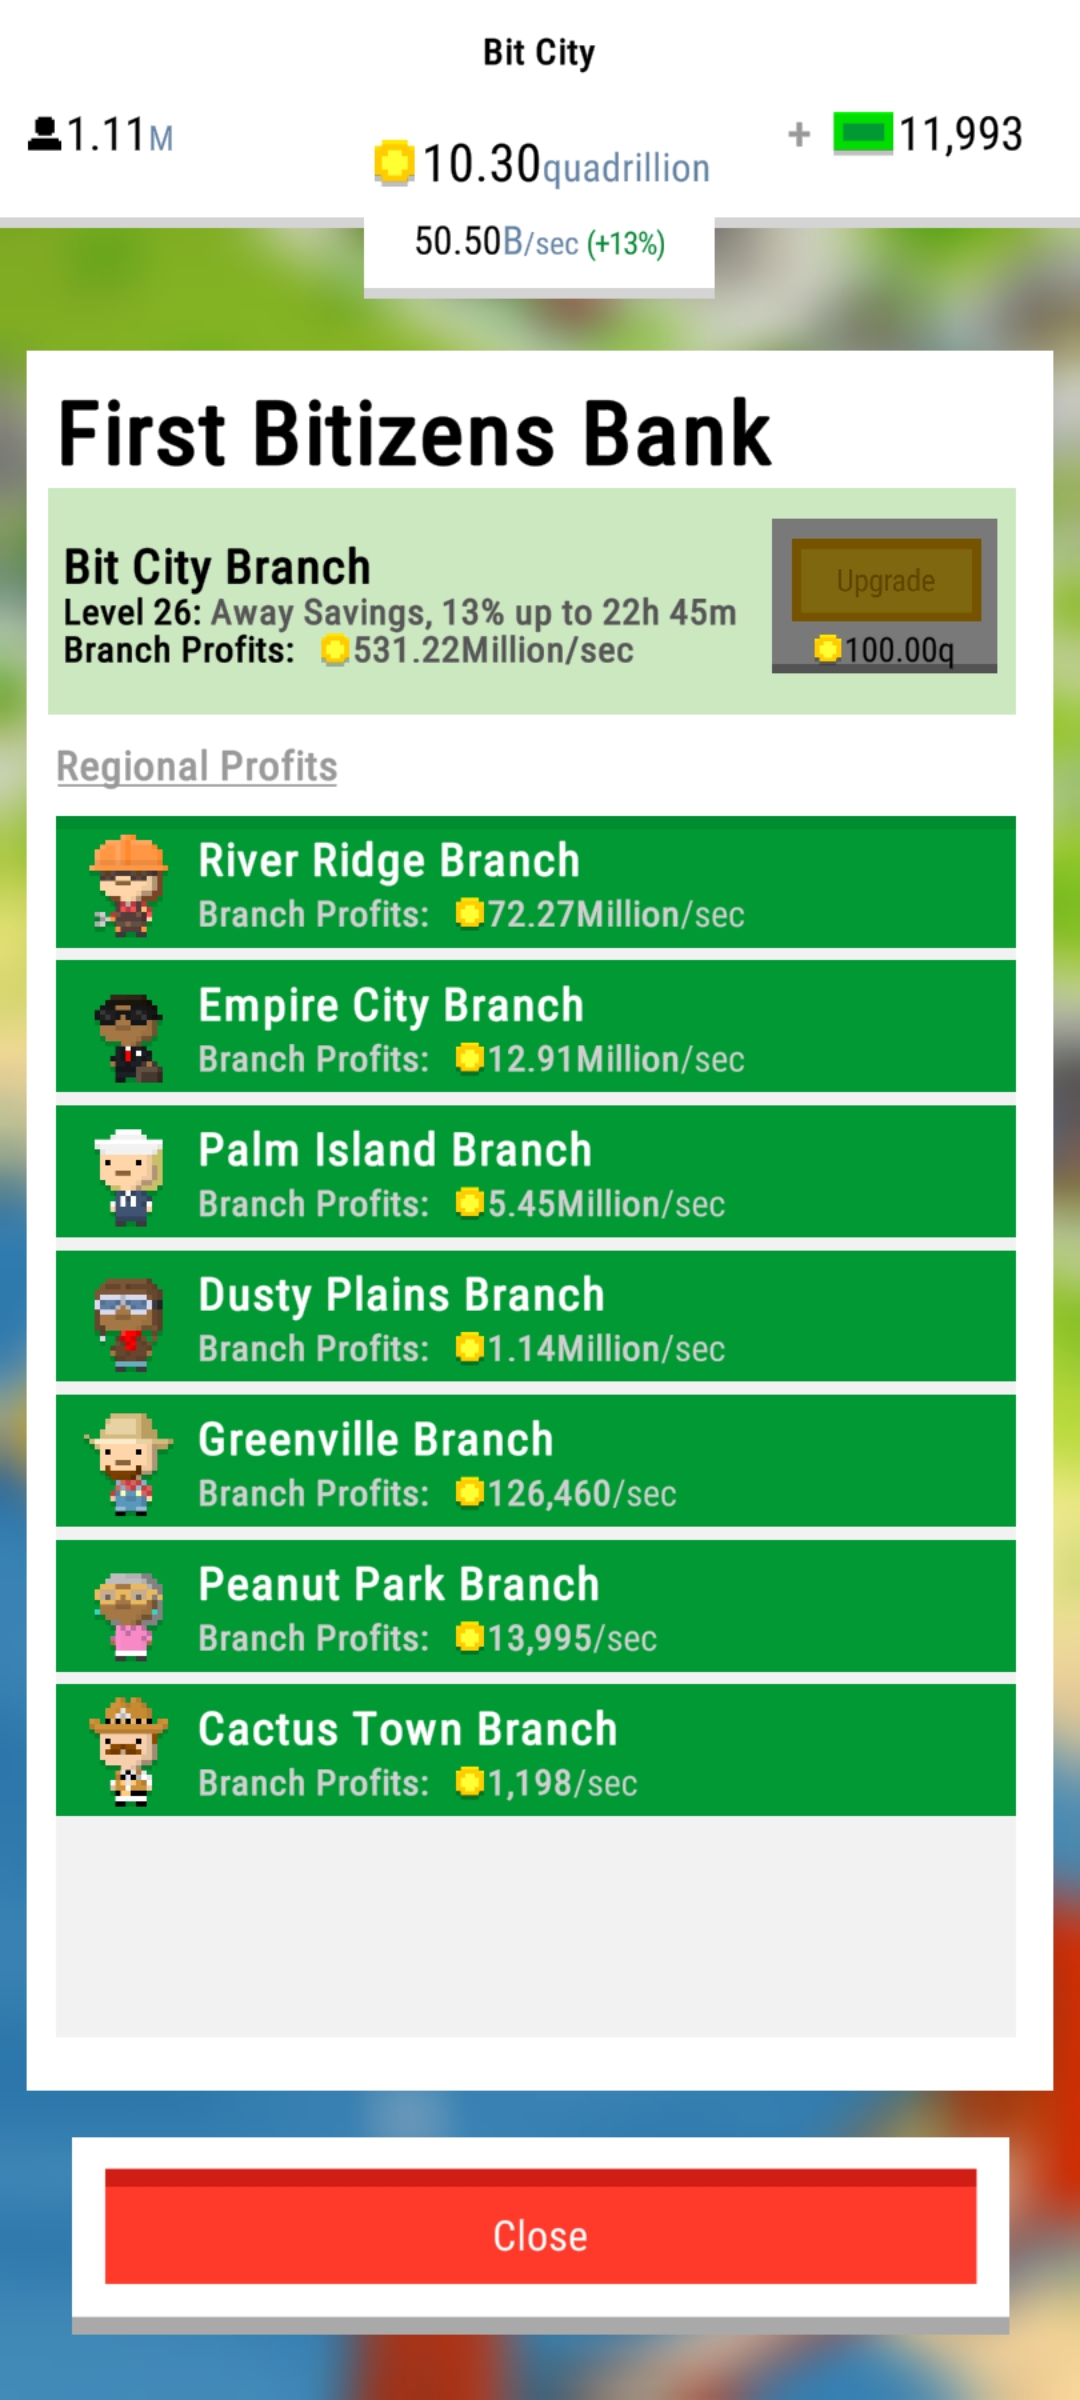 Bit City
1.11M
10.30quadrillion
+ 11,993
50.50B/sec (+13%)
First Bitizens Bank
Bit City Branch
Level 26: Away Savings, 13% up to 22h 45m
Branch Profits: 531.22Million/sec
Upgrade
100.00q
Regional Profits
River Ridge Branch
Branch Profits: 72.27Million/sec
Empire City Branch
Branch Profits: 12.91Million/sec
Palm Island Branch
Branch Profits: 5.45Million/sec
Dusty Plains Branch
Branch Profits: 1.14Million/sec
Greenville Branch
Branch Profits: 126,460/sec
Peanut Park Branch
Branch Profits: 13,995/sec
Cactus Town Branch
Branch Profits: 1,198/sec
Close